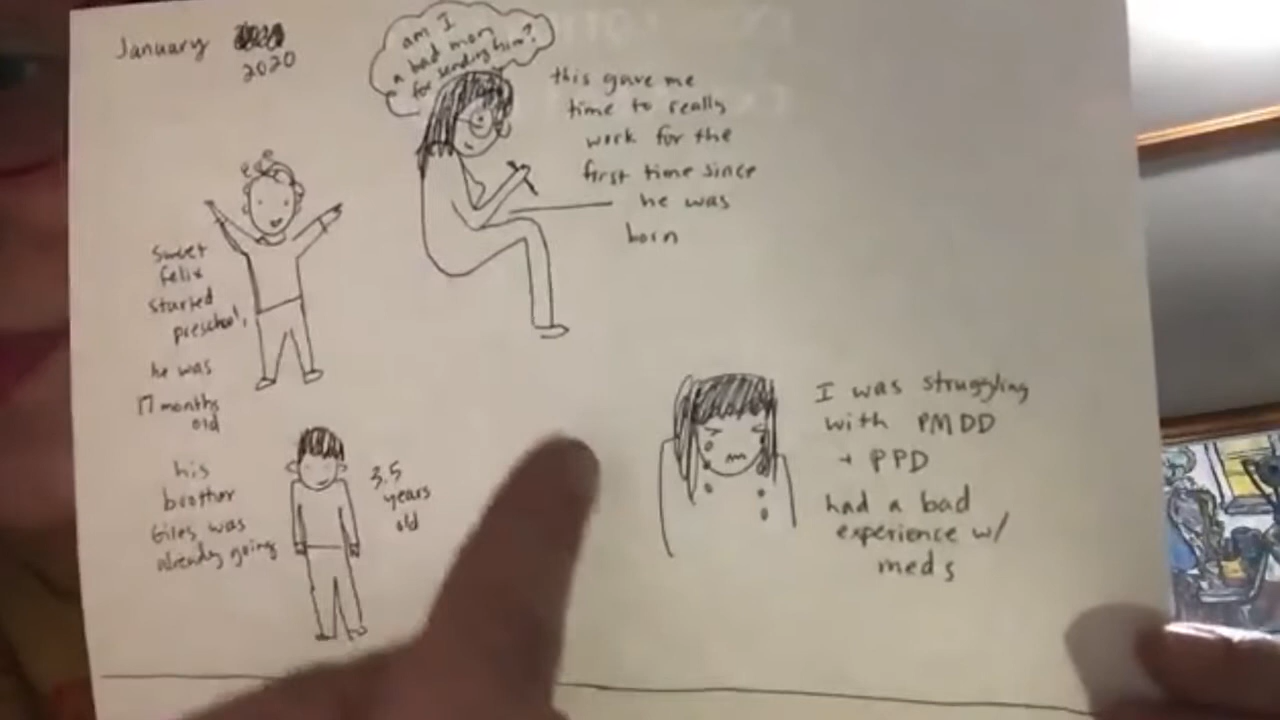 January
2020
am I
a bad mom
for sending him?
this gave me
time to really
work for the
first time since
he was
born
sweet
felix
started
preschool,
he was
17 months
old
his
brother
Giles was
already going
3.5
years
old
I was struggling
with PMDD
+ PPD
had a bad
experience w/
meds